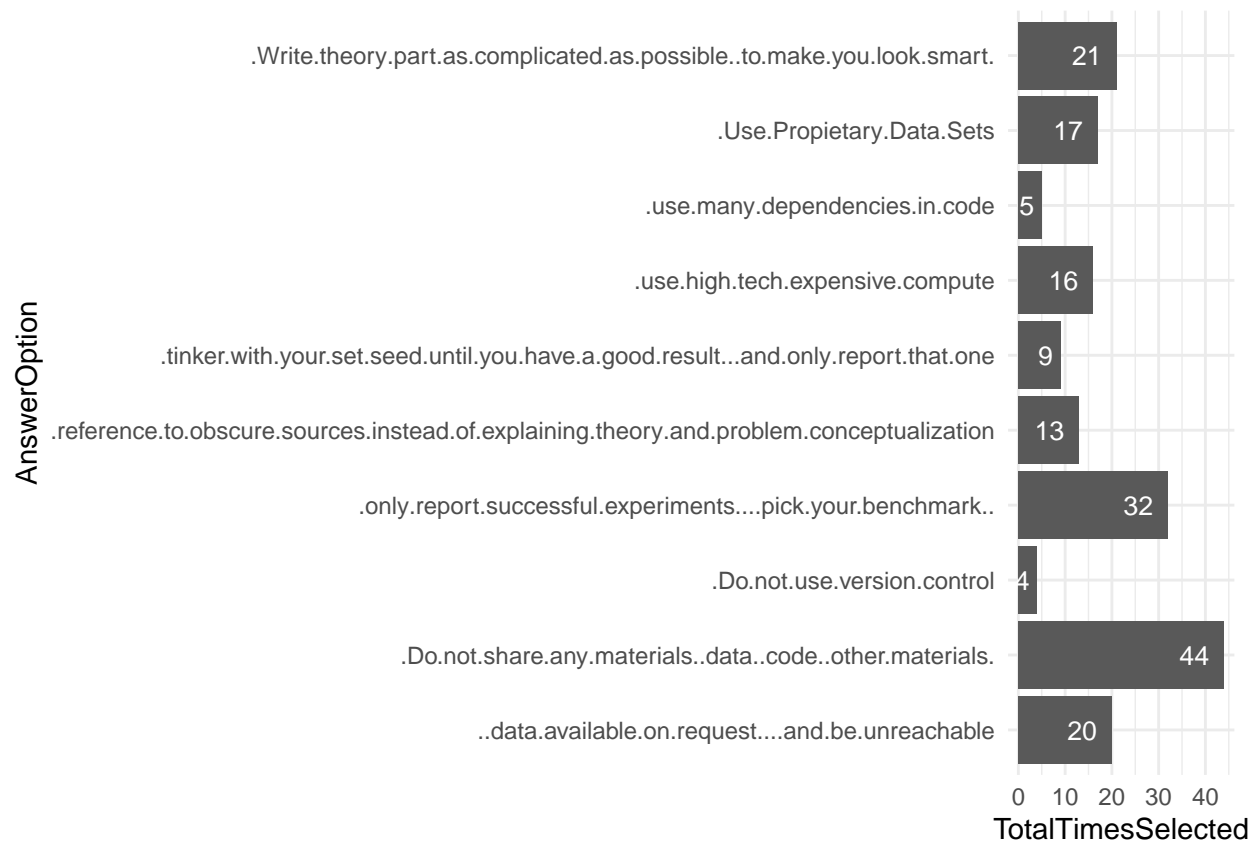 .Write.theory.part.as.complicated.as.possible..to.make.you.look.smart. 21
.Use.Propietary.Data.Sets 17
.use.many.dependencies.in.code 5
.use.high.tech.expensive.compute 16
.tinker.with.your.set.seed.until.you.have.a.good.result...and.only.report.that.one 9
.reference.to.obscure.sources.instead.of.explaining.theory.and.problem.conceptualization 13
.only.report.successful.experiments....pick.your.benchmark.. 32
.Do.not.use.version.control 4
.Do.not.share.any.materials..data..code..other.materials. 44
..data.available.on.request....and.be.unreachable 20
AnswerOption
0 10 20 30 40
TotalTimesSelected